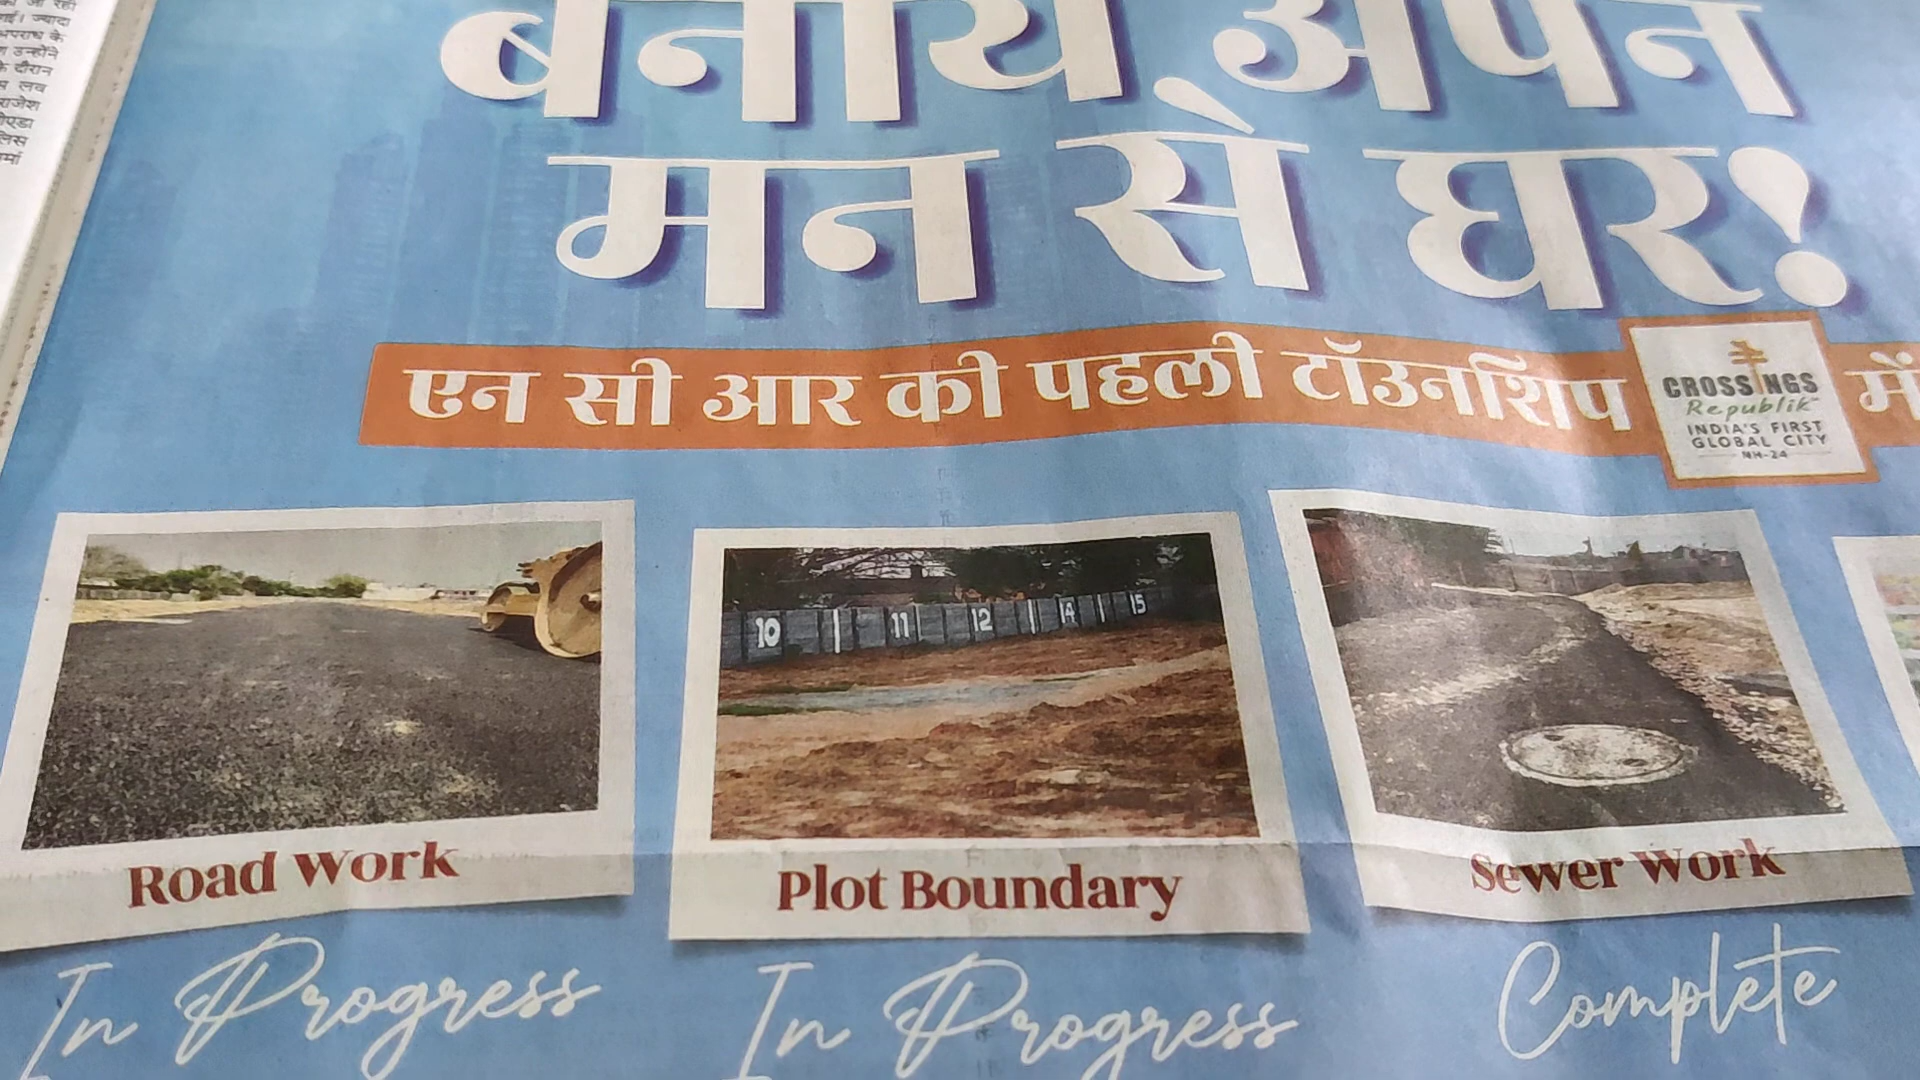 बनायें अपने
मन से घर!
एन सी आर की पहली टॉउनशिप
CROSSINGS
Republik
INDIA'S FIRST
GLOBAL CITY
NH-24
में
10 11 12 14 15
Road Work
Plot Boundary
Sewer Work
In Progress
In Progress
Complete